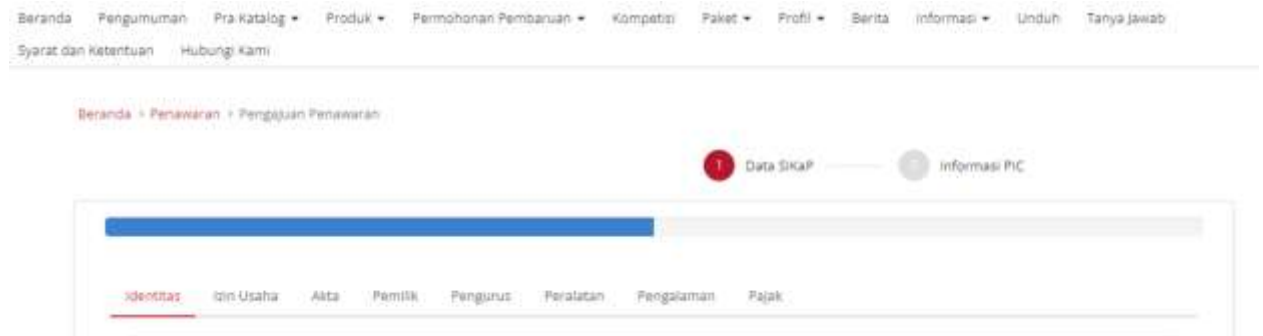 Beranda Pengumuman Pra Katalog Produk Permohonan Pembaruan Kompetisi Paket Profil Berita Informasi Unduh Tanya Jawab
Syarat dan Ketentuan Hubungi Kami
Beranda > Penawaran > Pengajuan Penawaran
1 Data SIKaP Informasi PIC
Identitas Izin Usaha Akta Pemilik Pengurus Peralatan Pengalaman Pajak